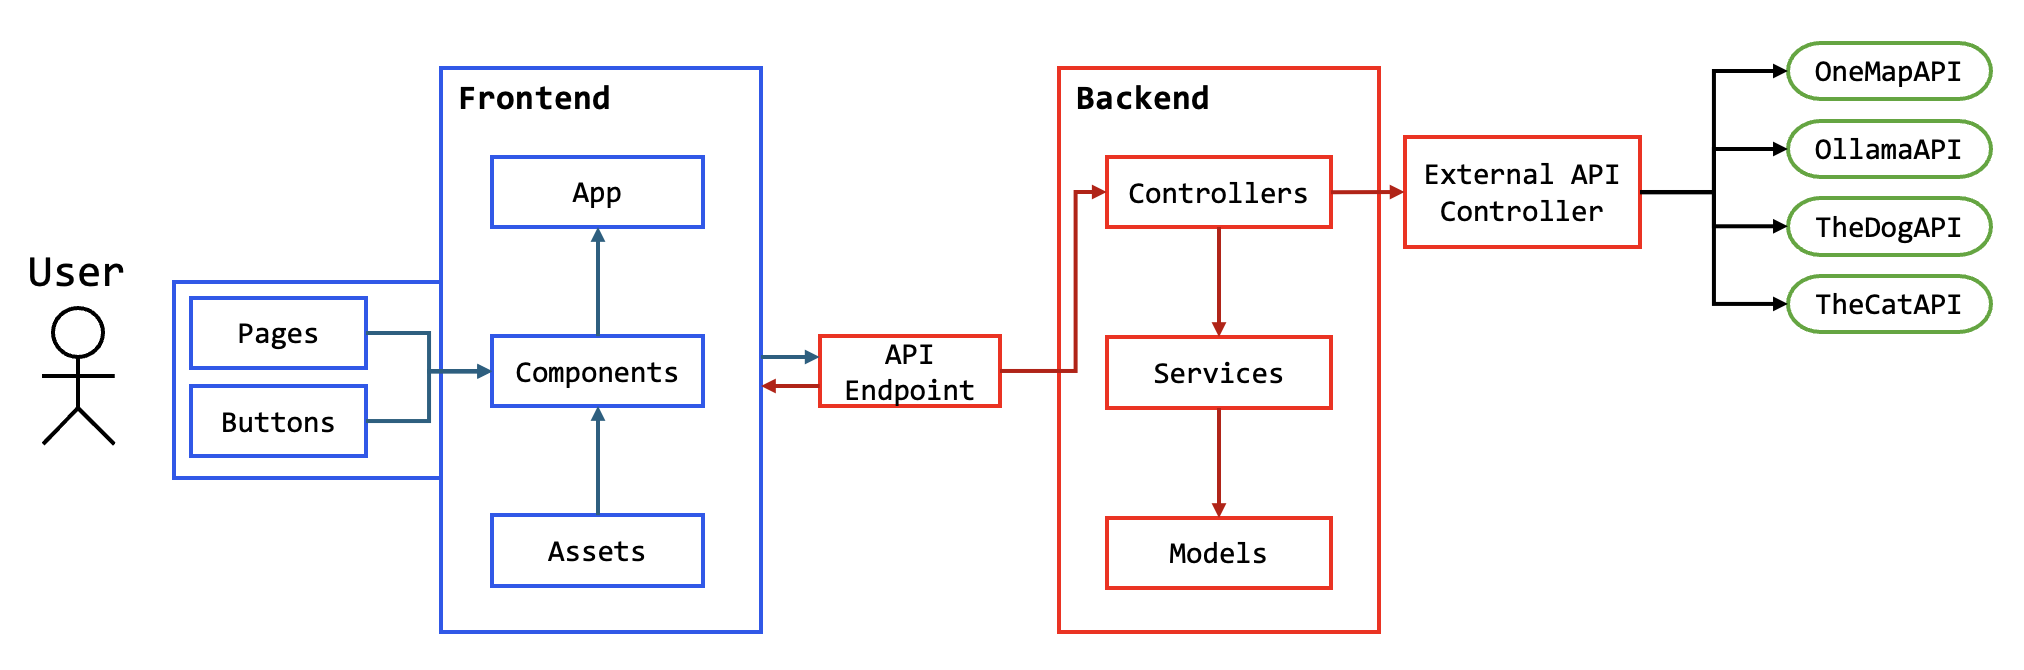 User
Pages
Buttons
Frontend
App
Components
Assets
API
Endpoint
Backend
Controllers
Services
Models
External API
Controller
OneMapAPI
OllamaAPI
TheDogAPI
TheCatAPI